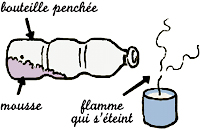 bouteille penchée
mousse
flamme
qui s'éteint